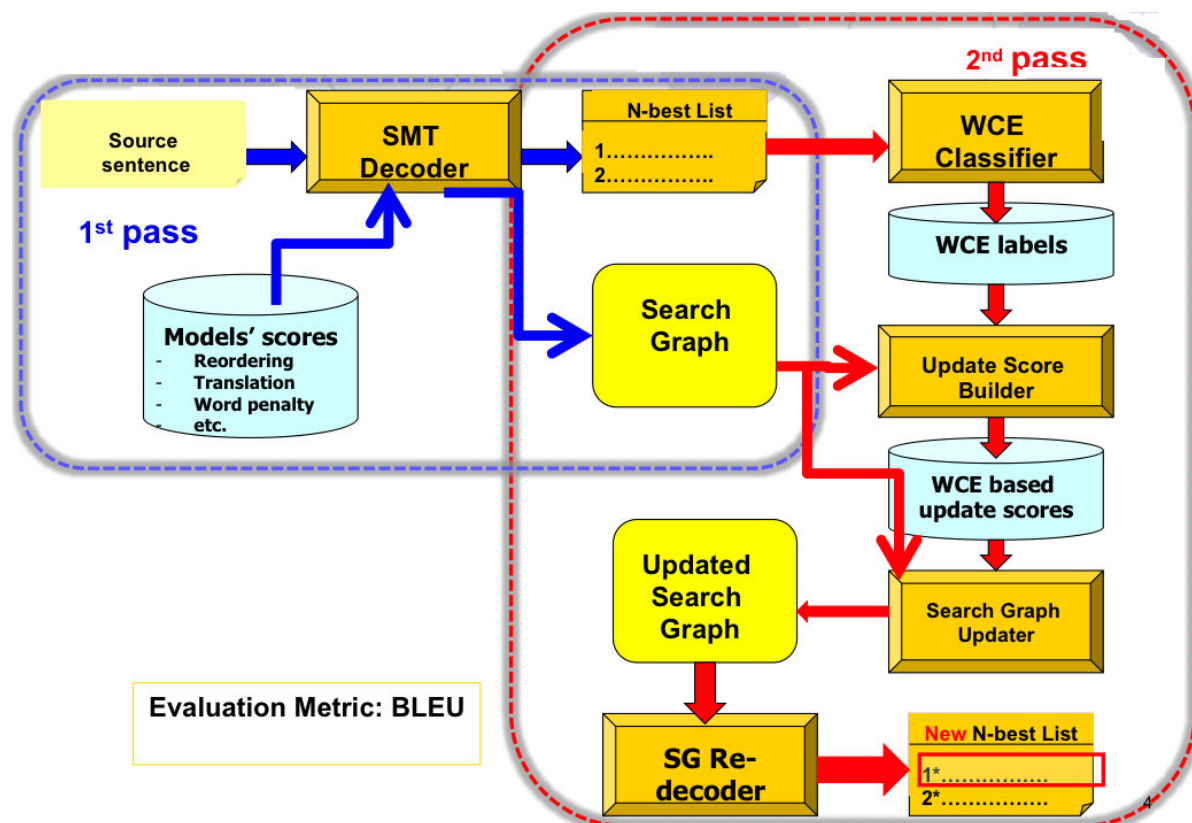 2nd pass
Source
sentence
SMT
Decoder
N-best List
1.................
2.................
WCE
Classifier
1st pass
WCE labels
Models’ scores
- Reordering
- Translation
- Word penalty
- etc.
Search
Graph
Update Score
Builder
WCE based
update scores
Updated
Search
Graph
Search Graph
Updater
Evaluation Metric: BLEU
SG Re-
decoder
New N-best List
1*.................
2*.................
4